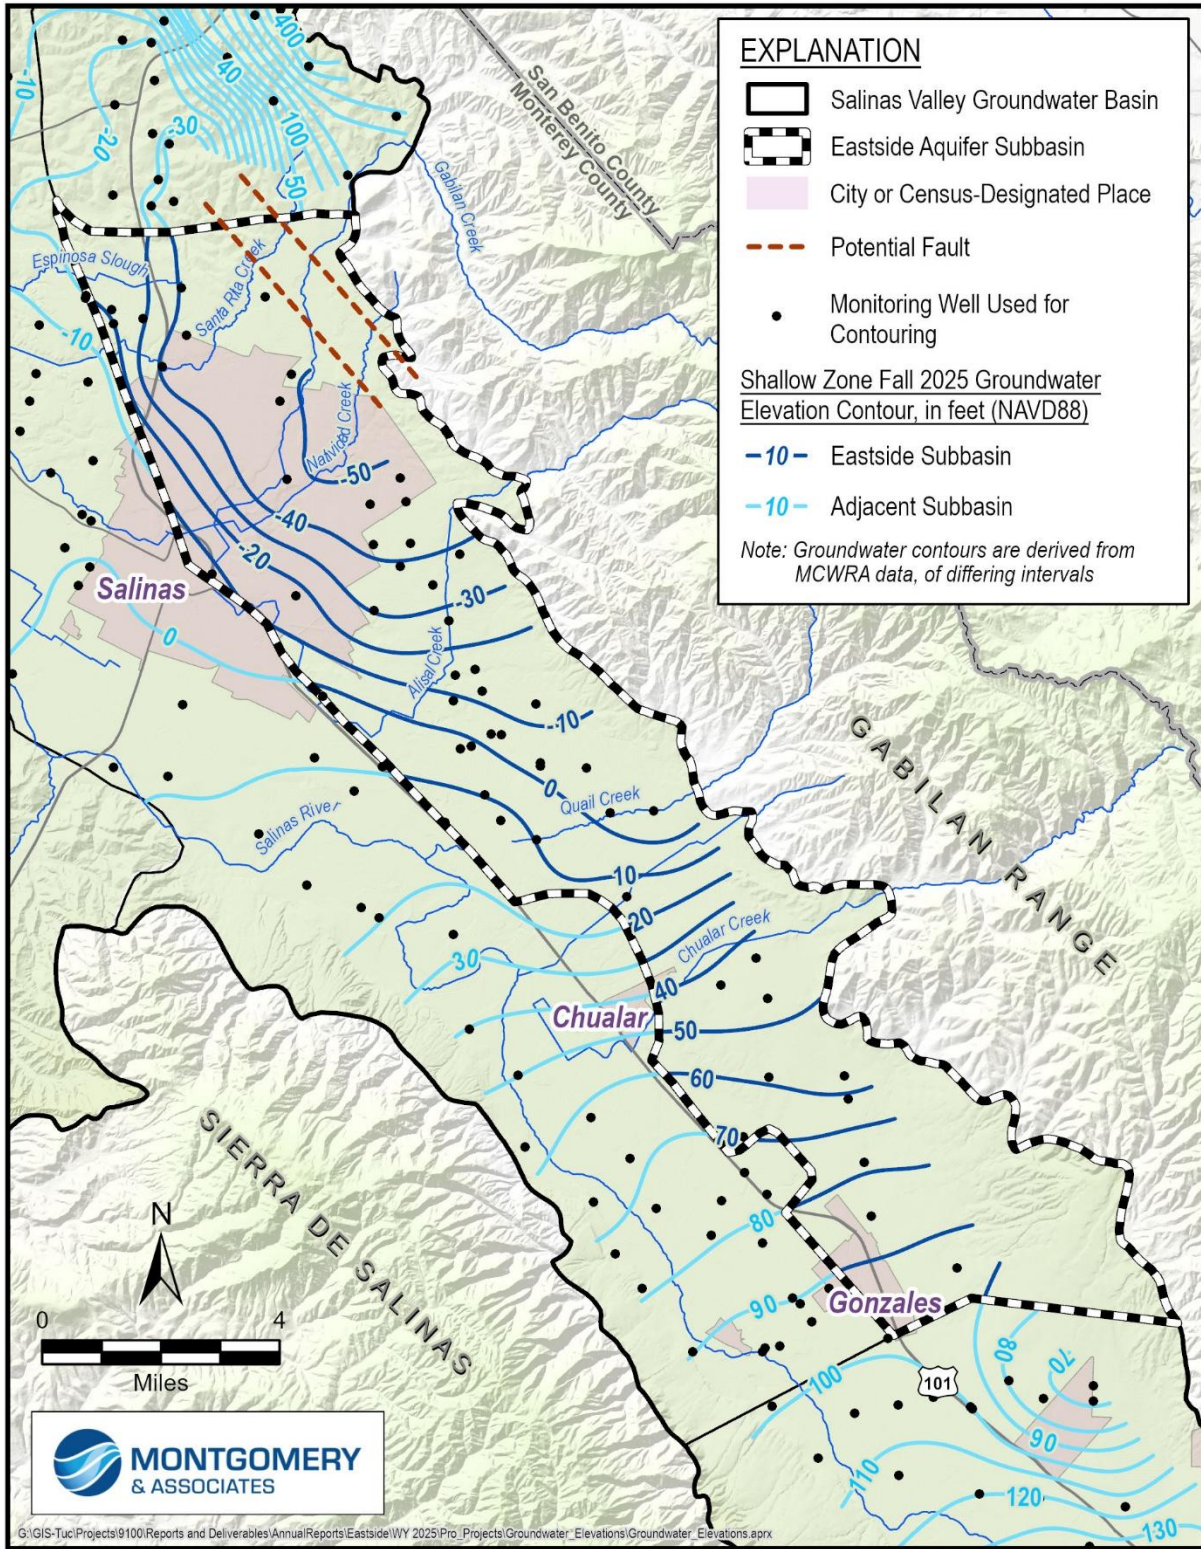 EXPLANATION
Salinas Valley Groundwater Basin
Eastside Aquifer Subbasin
City or Census-Designated Place
Potential Fault
Monitoring Well Used for
Contouring
Shallow Zone Fall 2025 Groundwater
Elevation Contour, in feet (NAVD88)
10
Eastside Subbasin
10
Adjacent Subbasin
Note: Groundwater contours are derived from
MCWRA data, of differing intervals
-10
-20
-30
40
400
100
50
San Benito County
Monterey County
Gabilan Creek
Espinosa Slough
Santa Rita Creek
-10
Natividad Creek
-50
-40
-20
-30
Salinas
0
Alisal Creek
-10
0
Quail Creek
Salinas River
10
20
30
Chualar Creek
40
Chualar
50
60
70
80
90
Gonzales
100
101
80
70
90
110
120
130
GABILAN RANGE
SIERRA DE SALINAS
N
0
4
Miles
MONTGOMERY
& ASSOCIATES
G:\GIS-Tuc\Projects\9100\Reports and Deliverables\AnnualReports\Eastside\WY 2025\Pro_Projects\Groundwater_Elevations\Groundwater_Elevations.aprx